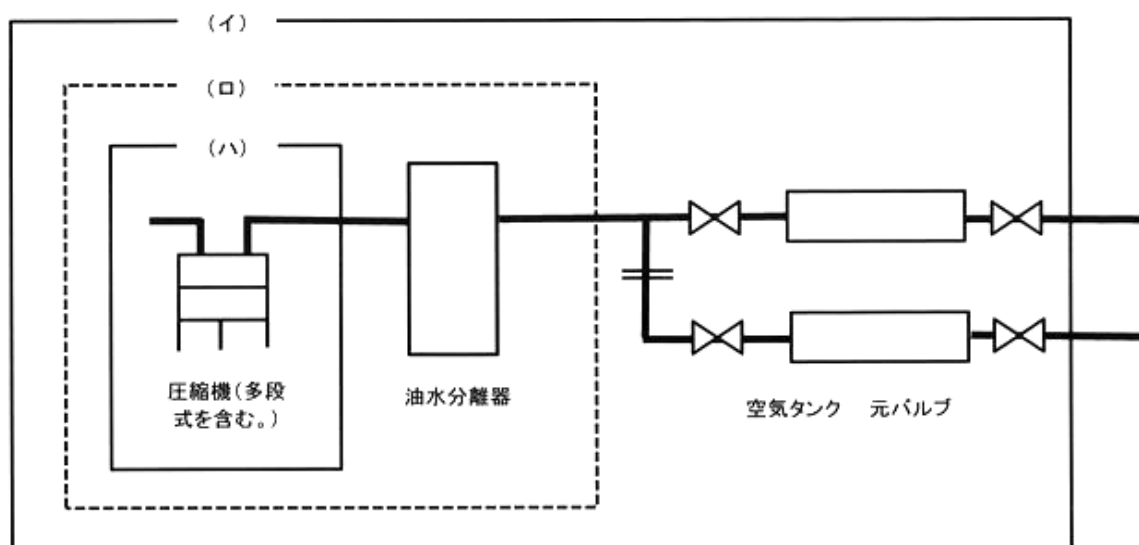 (イ)
(ロ)
(ハ)
圧縮機(多段
式を含む。)
油水分離器
空気タンク 元バルブ